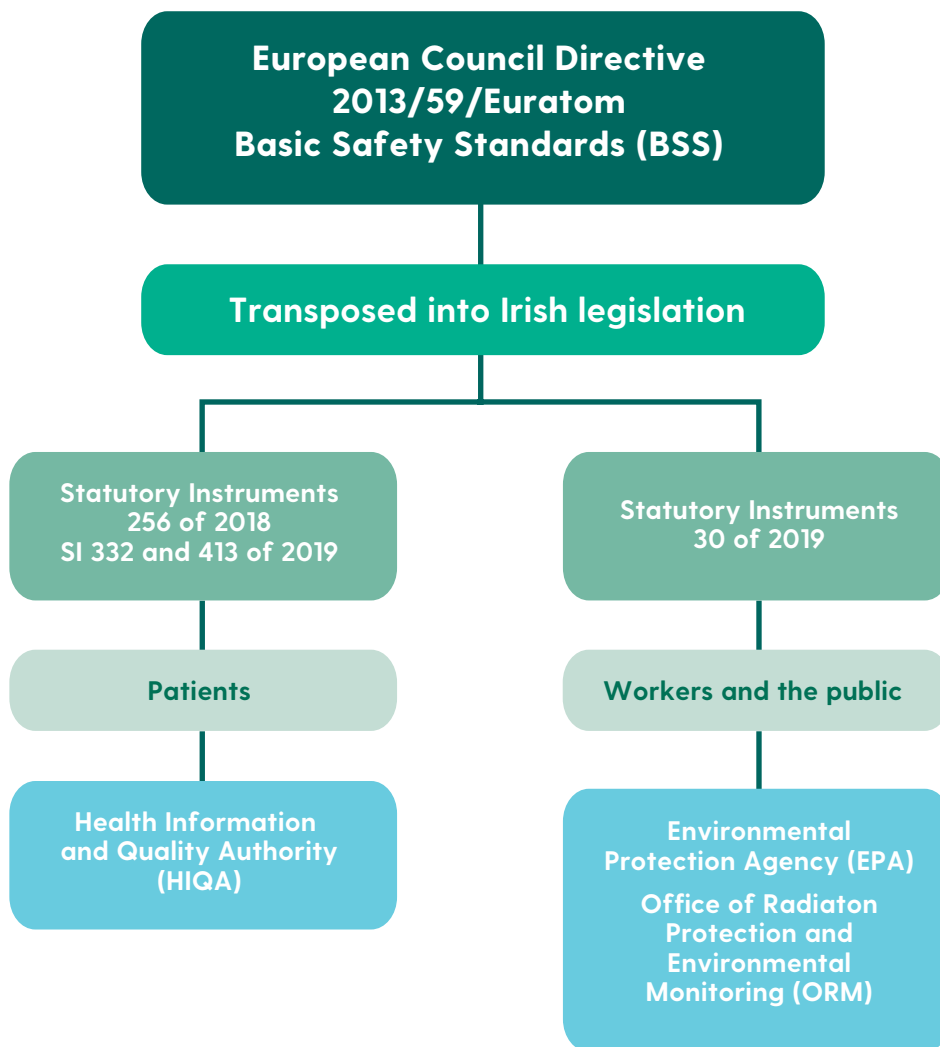 European Council Directive
2013/59/Euratom
Basic Safety Standards (BSS)
Transposed into Irish legislation
Statutory Instruments
256 of 2018
SI 332 and 413 of 2019
Statutory Instruments
30 of 2019
Patients
Workers and the public
Health Information
and Quality Authority
(HIQA)
Environmental
Protection Agency (EPA)
Office of Radiaton
Protection and
Environmental
Monitoring (ORM)